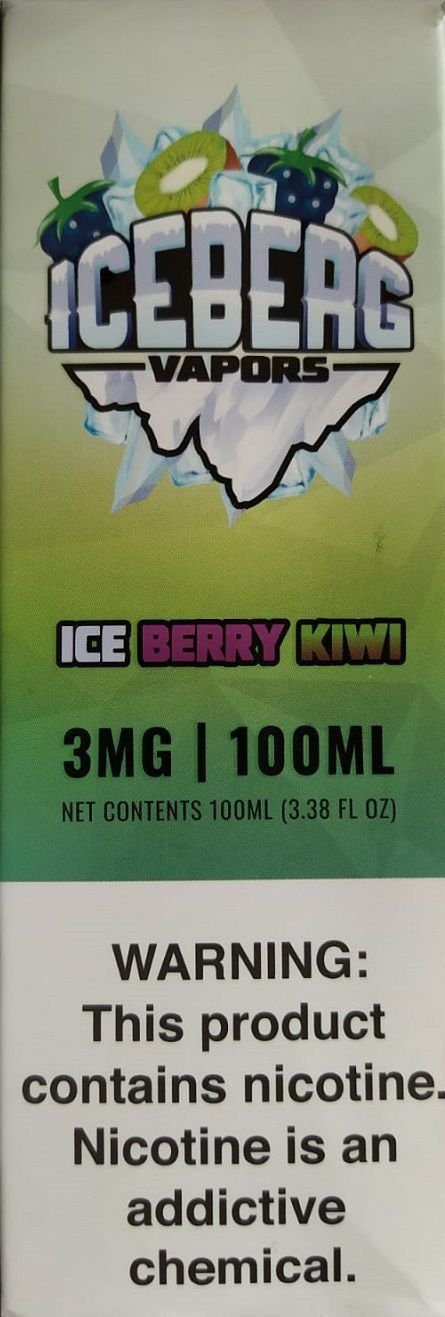 ICEBERG
VAPORS
ICE BERRY KIWI
3MG | 100ML
NET CONTENTS 100ML (3.38 FL OZ)
WARNING:
This product
contains nicotine.
Nicotine is an
addictive
chemical.